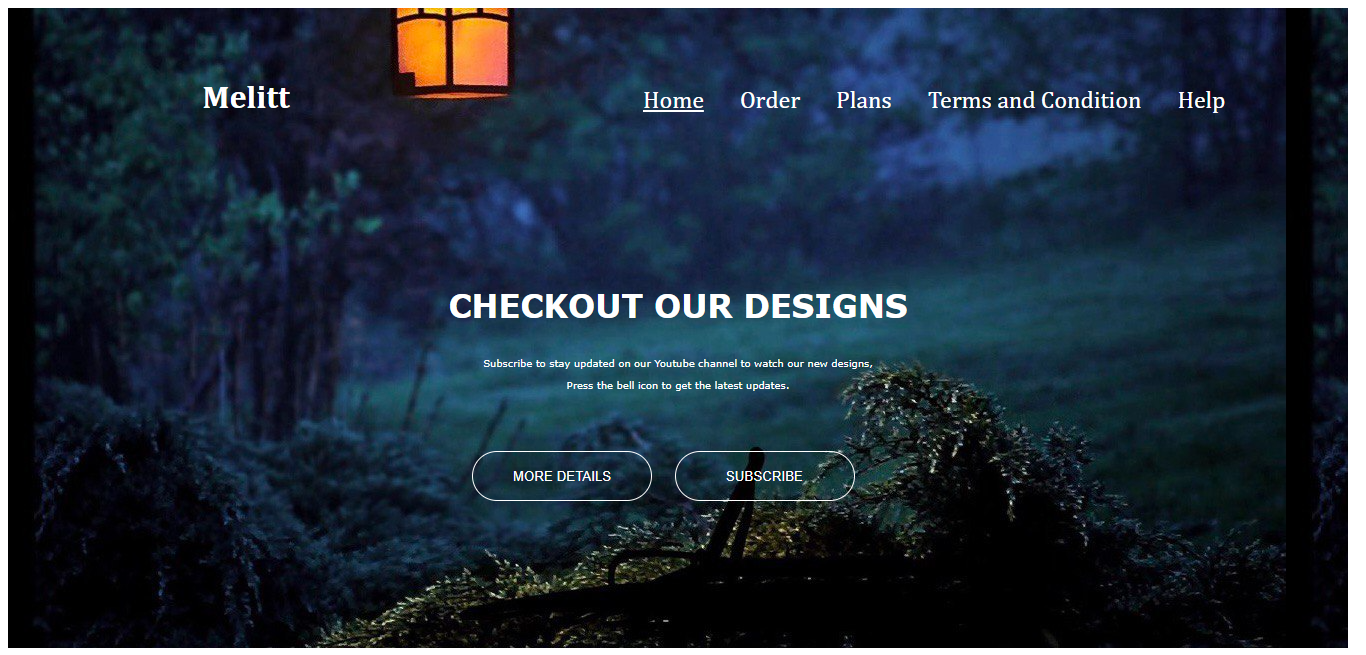 Melitt
Home Order Plans Terms and Condition Help
CHECKOUT OUR DESIGNS
Subscribe to stay updated on our Youtube channel to watch our new designs,
Press the bell icon to get the latest updates.
MORE DETAILS SUBSCRIBE